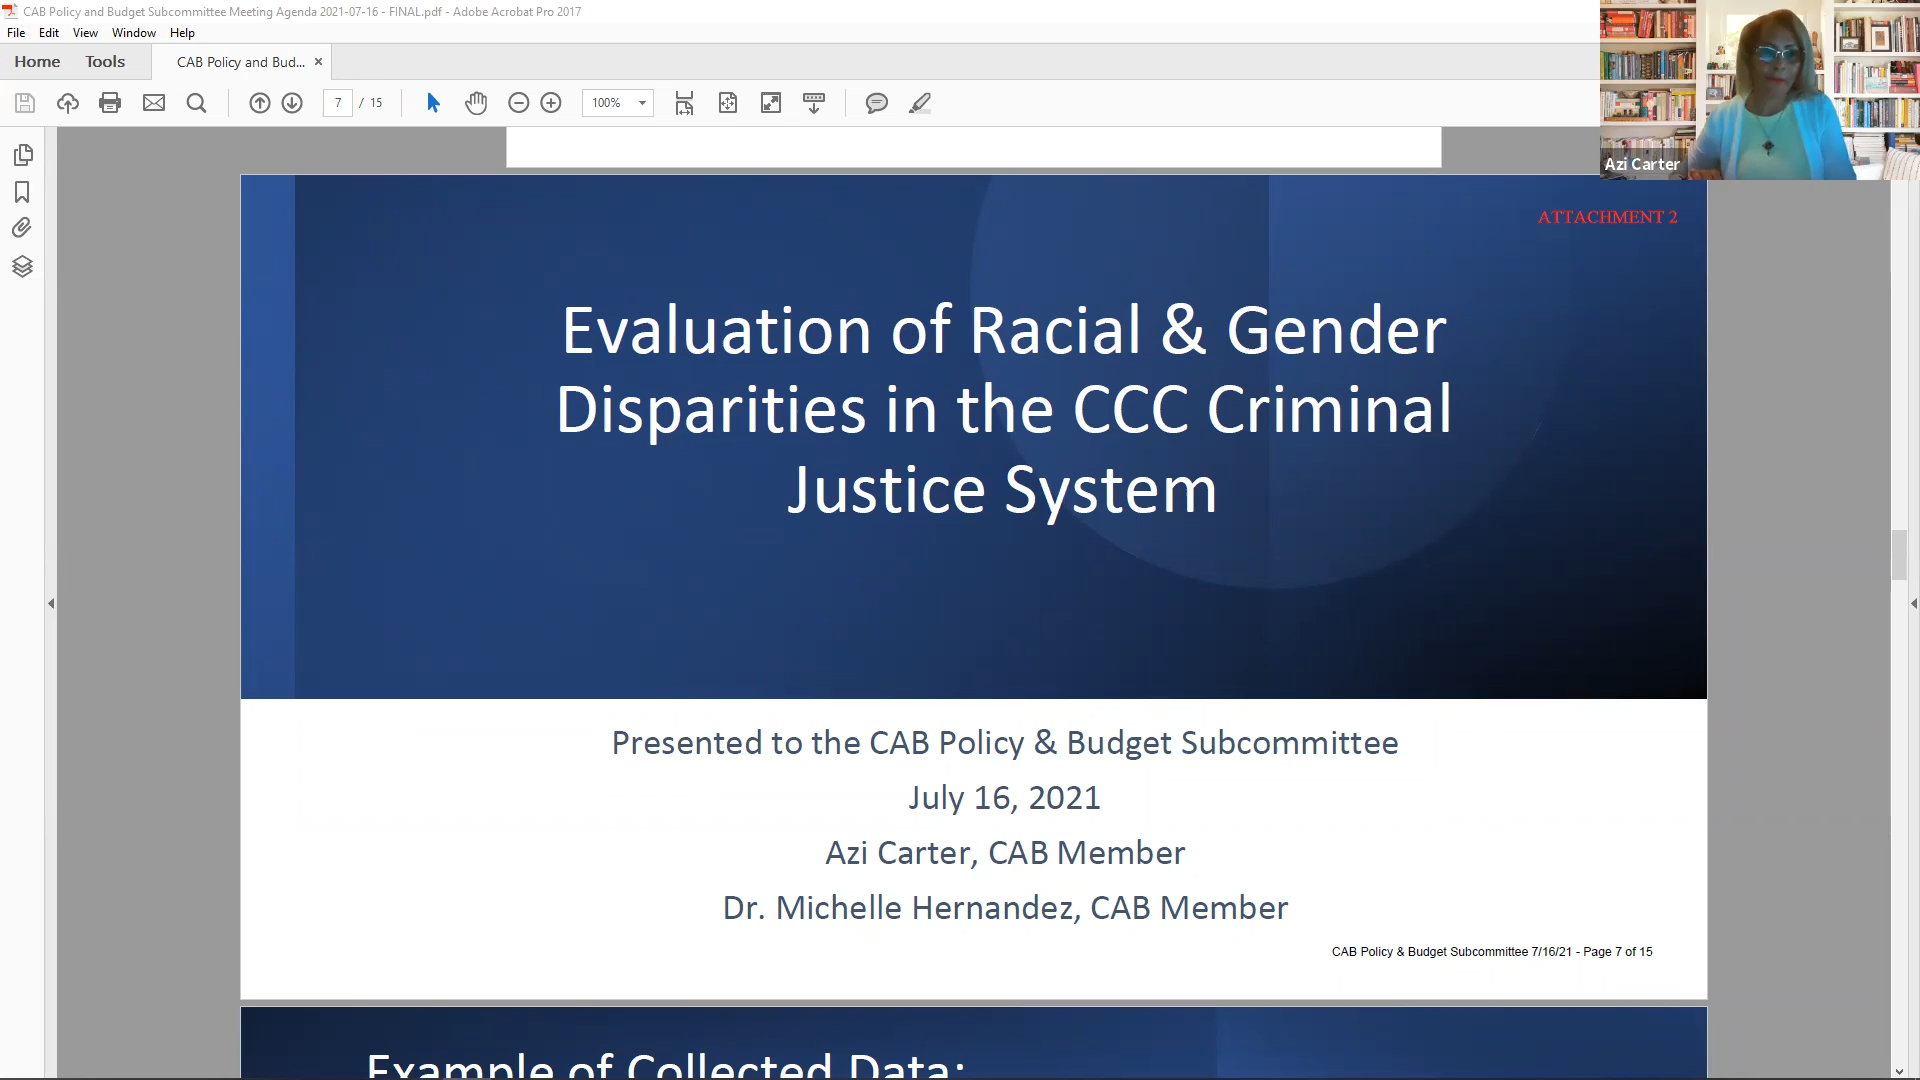 CAB Policy and Budget Subcommittee Meeting Agenda 2021-07-16 - FINAL.pdf - Adobe Acrobat Pro 2017
File Edit View Window Help
Home Tools CAB Policy and Bud... ×
7 / 15 100%
Azi Carter
ATTACHMENT 2
Evaluation of Racial & Gender
Disparities in the CCC Criminal
Justice System
Presented to the CAB Policy & Budget Subcommittee
July 16, 2021
Azi Carter, CAB Member
Dr. Michelle Hernandez, CAB Member
CAB Policy & Budget Subcommittee 7/16/21 - Page 7 of 15
Example of Collected Data: